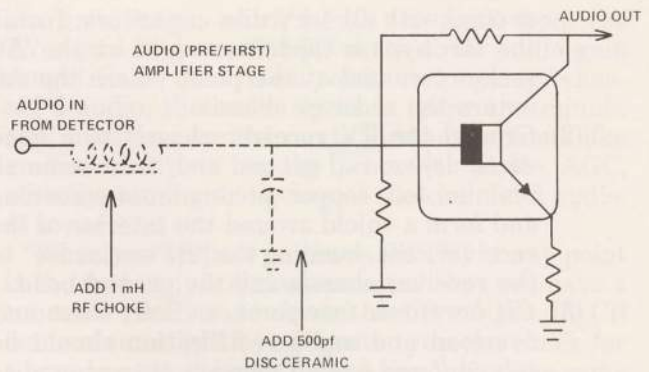 AUDIO OUT
AUDIO (PRE/FIRST)
AMPLIFIER STAGE
AUDIO IN
FROM DETECTOR
ADD 1 mH
RF CHOKE
ADD 500pf
DISC CERAMIC